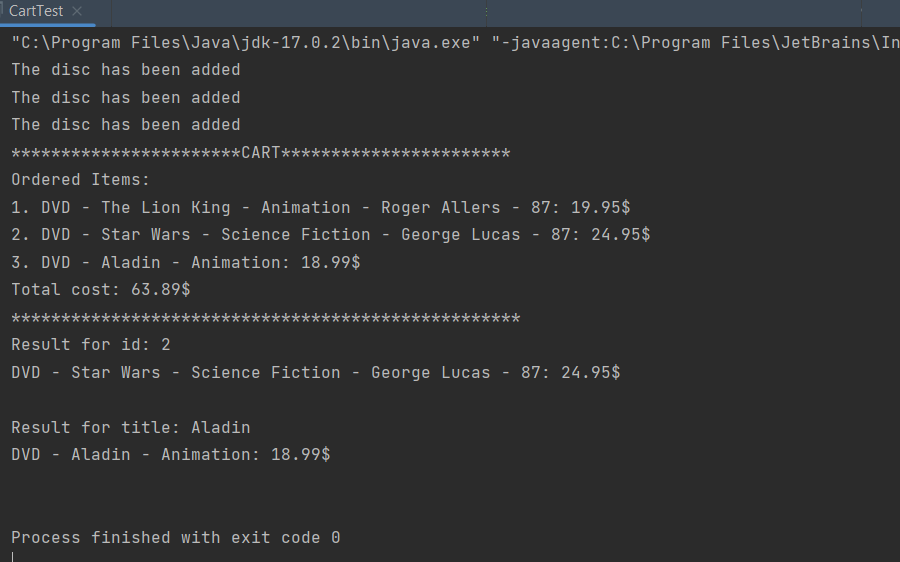 CartTest
"C:\Program Files\Java\jdk-17.0.2\bin\java.exe" "-javaagent:C:\Program Files\JetBrains\In
The disc has been added
The disc has been added
The disc has been added
***********************CART***********************
Ordered Items:
1. DVD - The Lion King - Animation - Roger Allers - 87: 19.95$
2. DVD - Star Wars - Science Fiction - George Lucas - 87: 24.95$
3. DVD - Aladin - Animation: 18.99$
Total cost: 63.89$
***************************************************
Result for id: 2
DVD - Star Wars - Science Fiction - George Lucas - 87: 24.95$
Result for title: Aladin
DVD - Aladin - Animation: 18.99$
Process finished with exit code 0